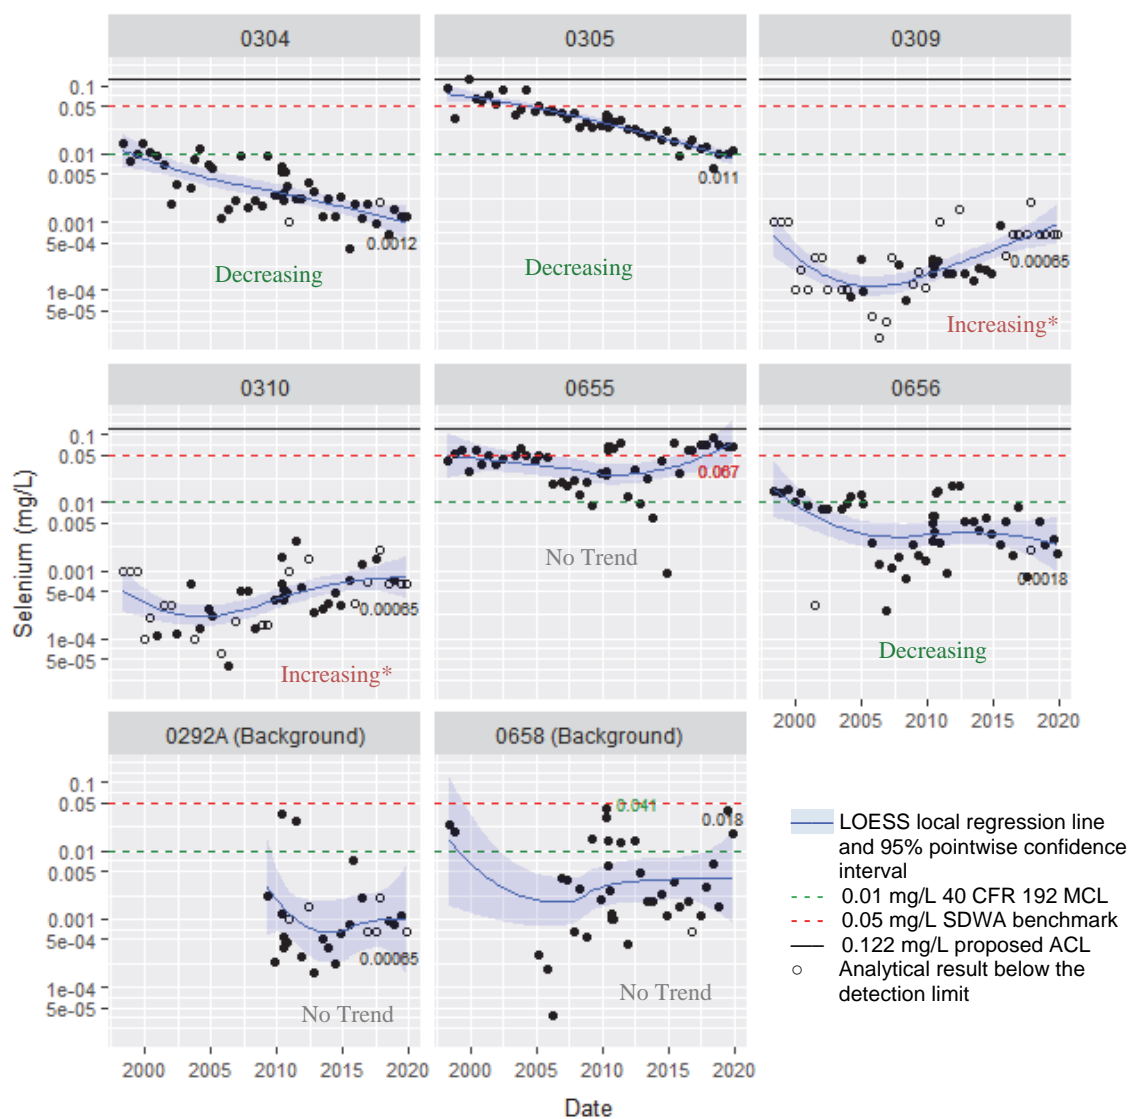 0304
0305
0309
0.1
0.05
0.01
0.005
0.001
5e-04
1e-04
5e-05
0.0012
Decreasing
0.011
Decreasing
0.00065
Increasing*
0310
0655
0656
Selenium (mg/L)
0.1
0.05
0.01
0.005
0.001
5e-04
1e-04
5e-05
0.00065
Increasing*
0.067
No Trend
0.0018
Decreasing
2000 2005 2010 2015 2020
0292A (Background)
0658 (Background)
0.1
0.05
0.01
0.005
0.001
5e-04
1e-04
5e-05
0.00065
No Trend
0.041
0.018
No Trend
2000 2005 2010 2015 2020
2000 2005 2010 2015 2020
Date
LOESS local regression line
and 95% pointwise confidence
interval
0.01 mg/L 40 CFR 192 MCL
0.05 mg/L SDWA benchmark
0.122 mg/L proposed ACL
Analytical result below the
detection limit